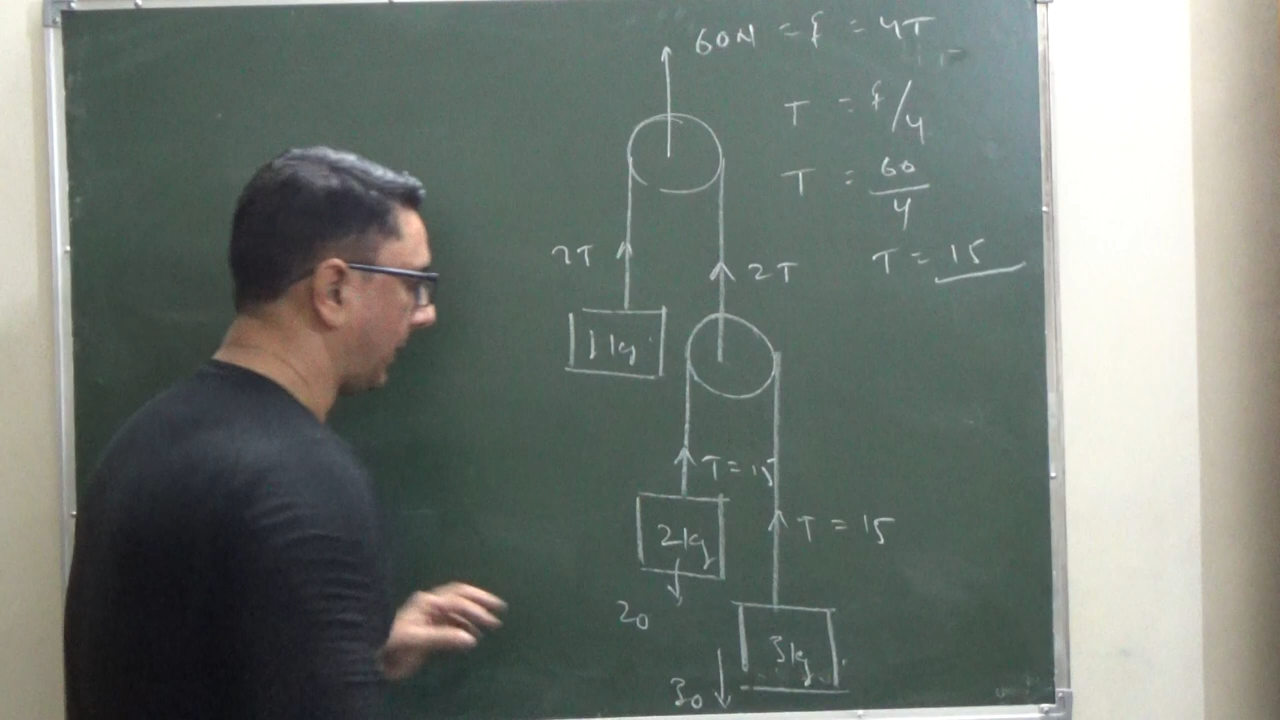 60N = f = 4T
T = f/4
T = 60/4
T = 15
2T
2T
1kg
T = 15
2kg
T = 15
20
3kg
30